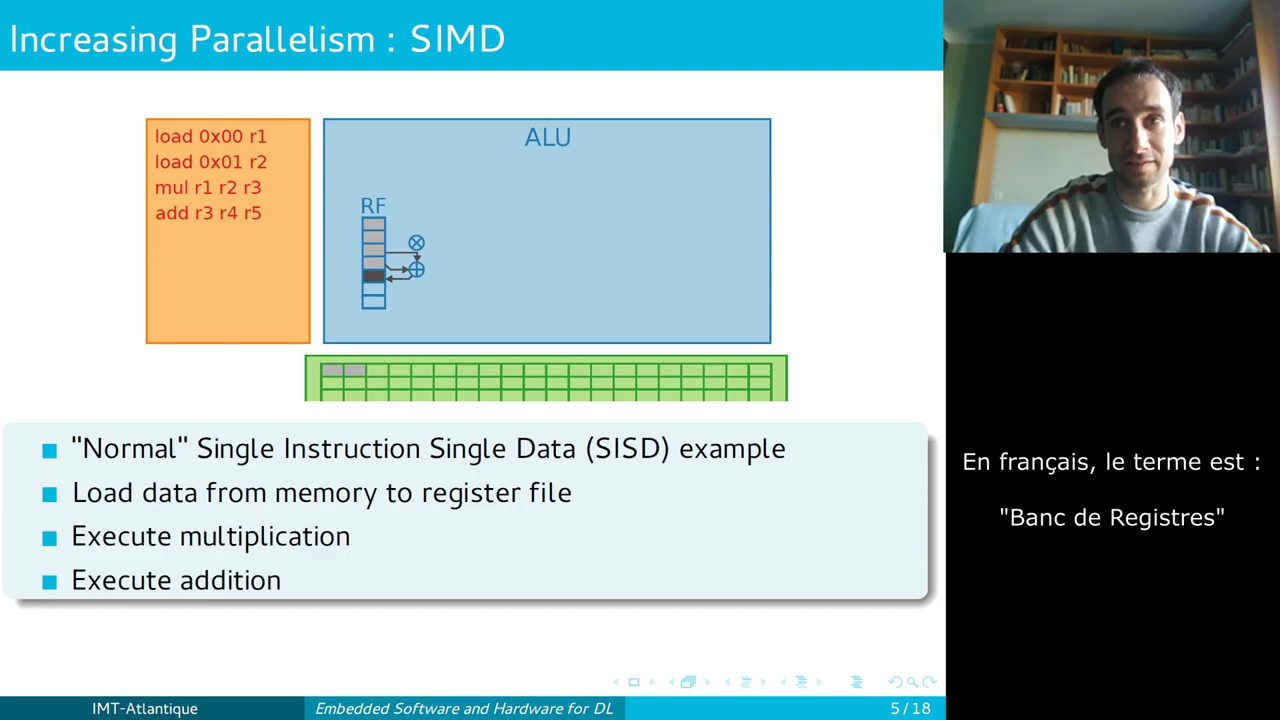 Increasing Parallelism : SIMD
load 0x00 r1
load 0x01 r2
mul r1 r2 r3
add r3 r4 r5
ALU
RF
"Normal" Single Instruction Single Data (SISD) example
Load data from memory to register file
Execute multiplication
Execute addition
En français, le terme est :
"Banc de Registres"
IMT-Atlantique
Embedded Software and Hardware for DL
5/18